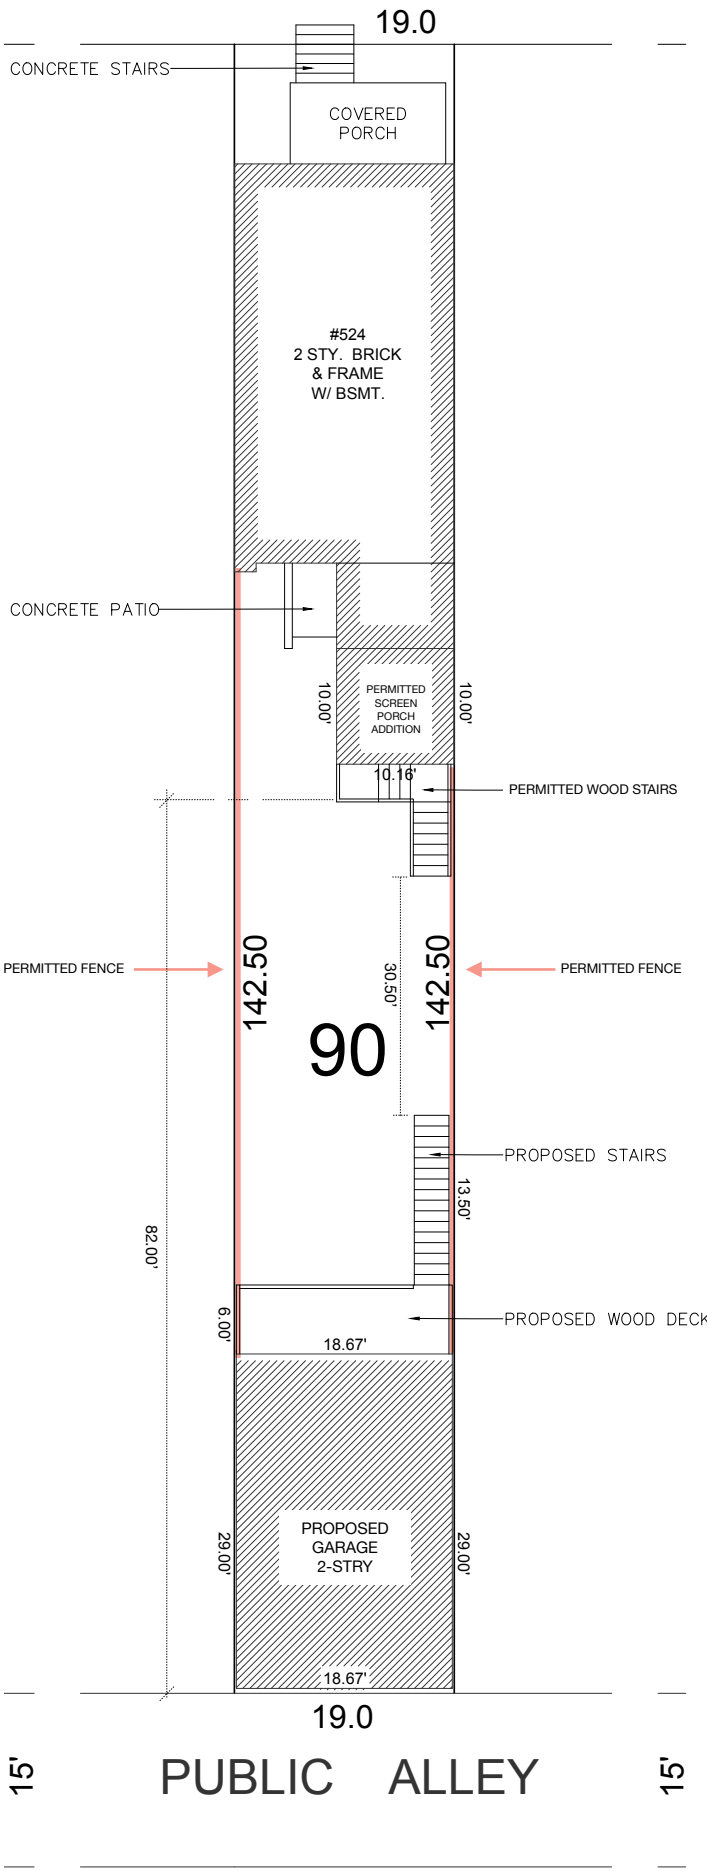 19.0
CONCRETE STAIRS
COVERED
PORCH
#524
2 STY. BRICK
& FRAME
W/ BSMT.
CONCRETE PATIO
10.00'
PERMITTED
SCREEN
PORCH
ADDITION
10.00'
10.16'
PERMITTED WOOD STAIRS
PERMITTED FENCE
142.50
30.50'
142.50
PERMITTED FENCE
90
PROPOSED STAIRS
13.50'
82.00'
6.00'
PROPOSED WOOD DECK
18.67'
29.00'
PROPOSED
GARAGE
2-STRY
29.00'
18.67'
19.0
15'
PUBLIC ALLEY
15'